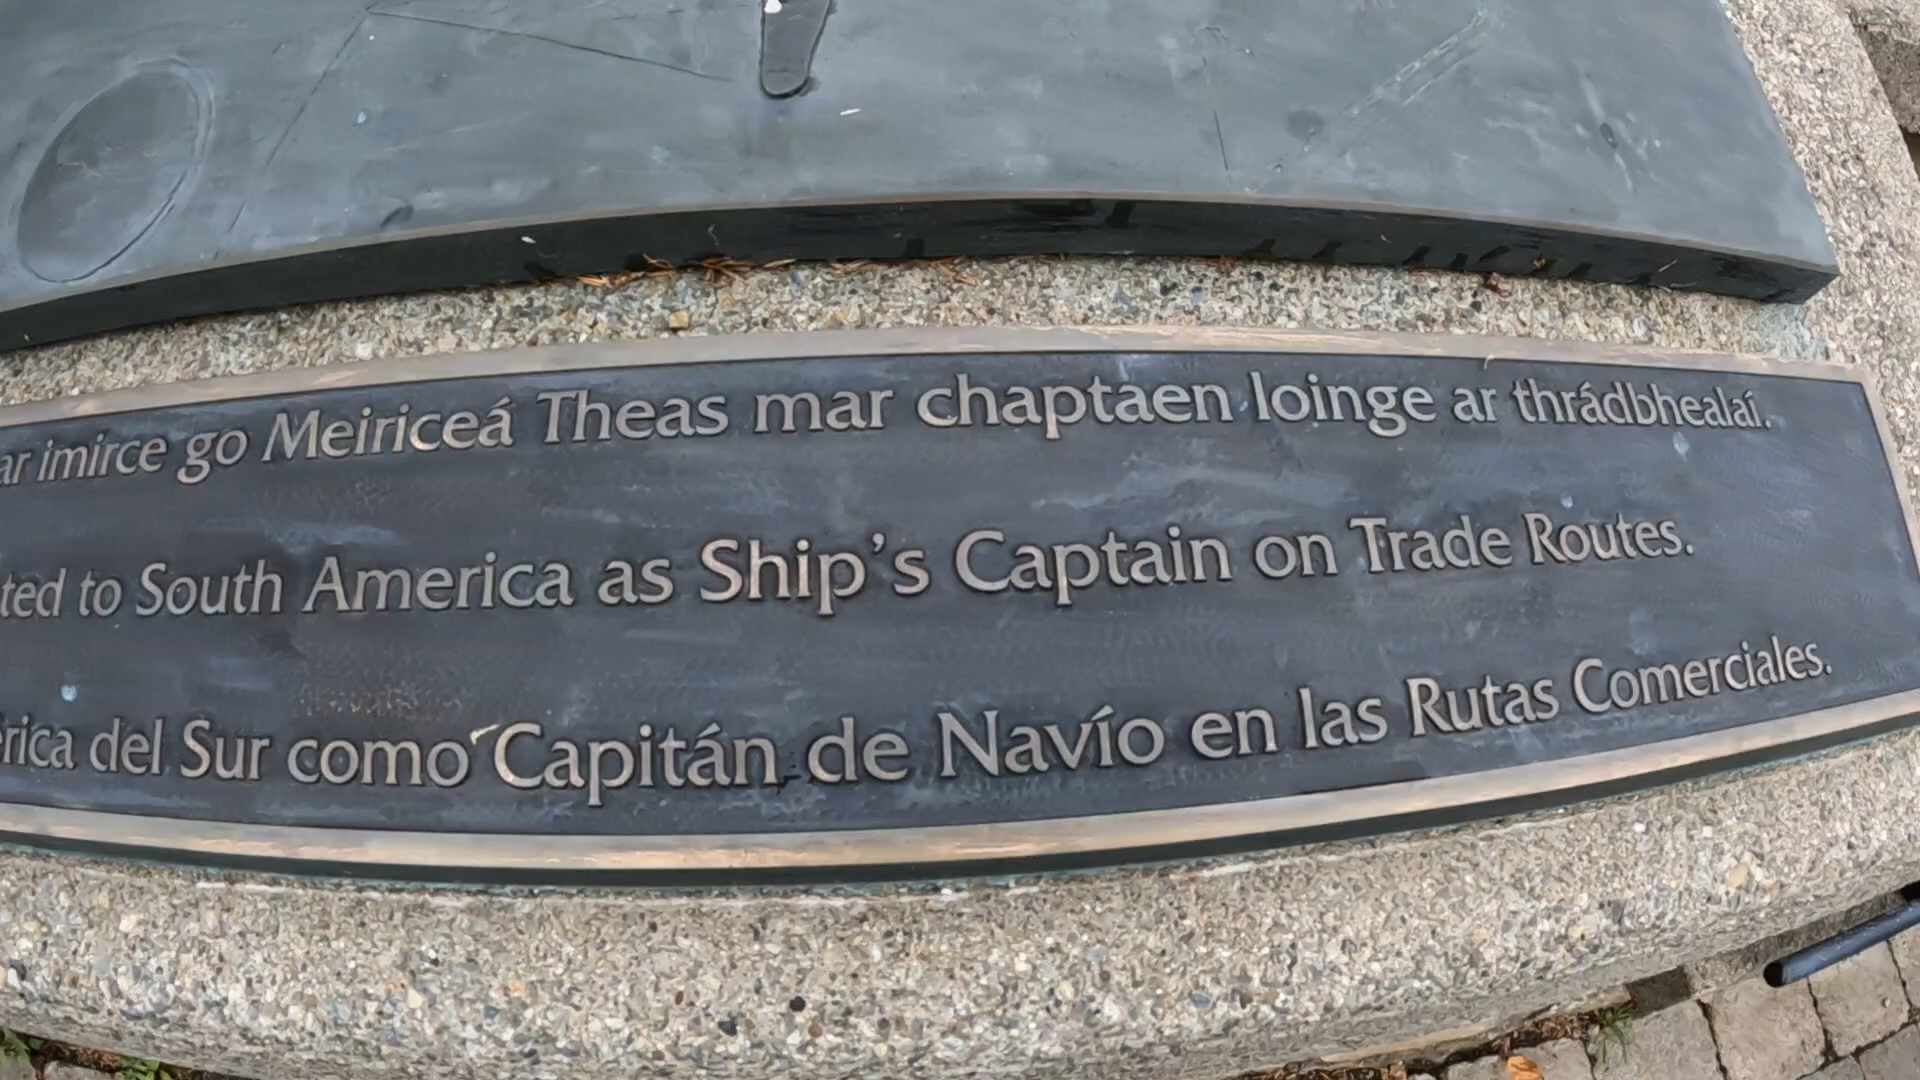 ar imirce go Meiriceá Theas mar chaptaen loinge ar thrádbhealaí.
ted to South America as Ship's Captain on Trade Routes.
érica del Sur como Capitán de Navío en las Rutas Comerciales.